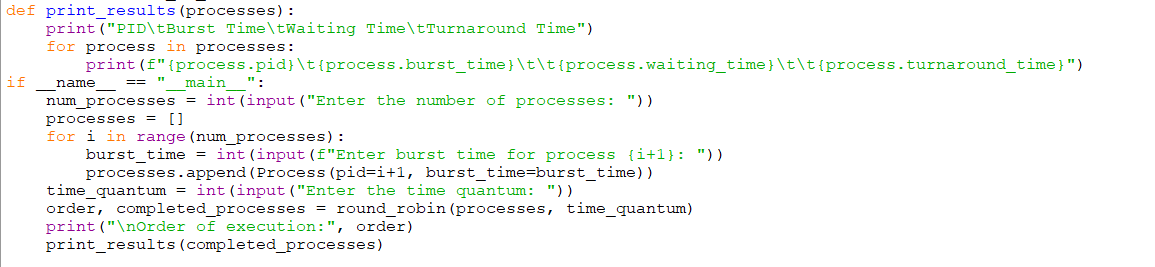 def print_results(processes):
    print("PID\tBurst Time\tWaiting Time\tTurnaround Time")
    for process in processes:
        print(f"{process.pid}\t{process.burst_time}\t\t{process.waiting_time}\t\t{process.turnaround_time}")
if __name__ == "__main__":
    num_processes = int(input("Enter the number of processes: "))
    processes = []
    for i in range(num_processes):
        burst_time = int(input(f"Enter burst time for process {i+1}: "))
        processes.append(Process(pid=i+1, burst_time=burst_time))
    time_quantum = int(input("Enter the time quantum: "))
    order, completed_processes = round_robin(processes, time_quantum)
    print("\nOrder of execution:", order)
    print_results(completed_processes)